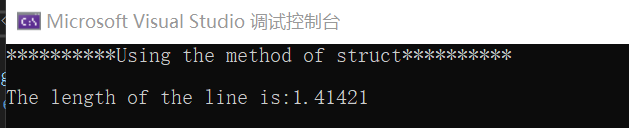 Microsoft Visual Studio 调试控制台
**********Using the method of struct**********
The length of the line is:1.41421